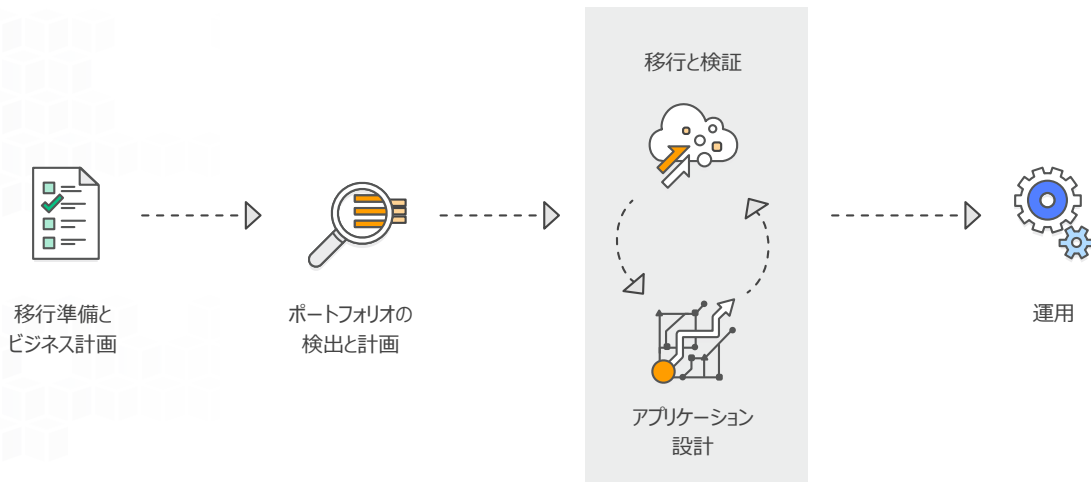 移行準備と
ビジネス計画
ポートフォリオの
検出と計画
移行と検証
アプリケーション
設計
運用